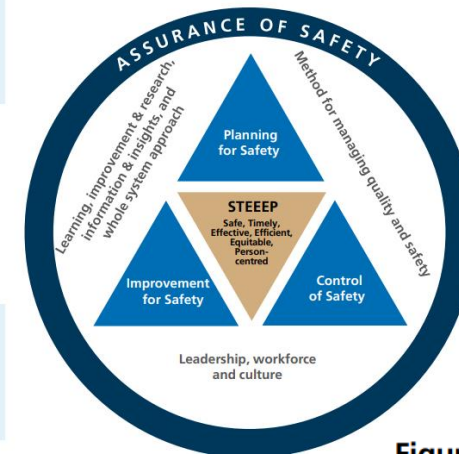 ASSURANCE OF SAFETY
Learning, improvement & research,
information & insights, and
whole system approach
Method for managing quality and safety
Planning
for Safety
STEEEP
Safe, Timely,
Effective, Efficient,
Equitable,
Person-
centred
Improvement
for Safety
Control
of Safety
Leadership, workforce
and culture
Figur